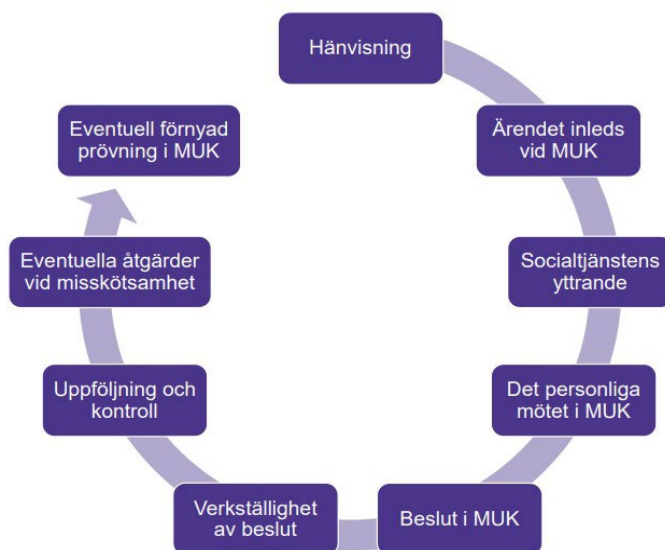 Hänvisning
Ärendet inleds
vid MUK
Socialtjänstens
yttrande
Det personliga
mötet i MUK
Beslut i MUK
Verkställighet
av beslut
Uppföljning och
kontroll
Eventuella åtgärder
vid misskötsamhet
Eventuell förnyad
prövning i MUK